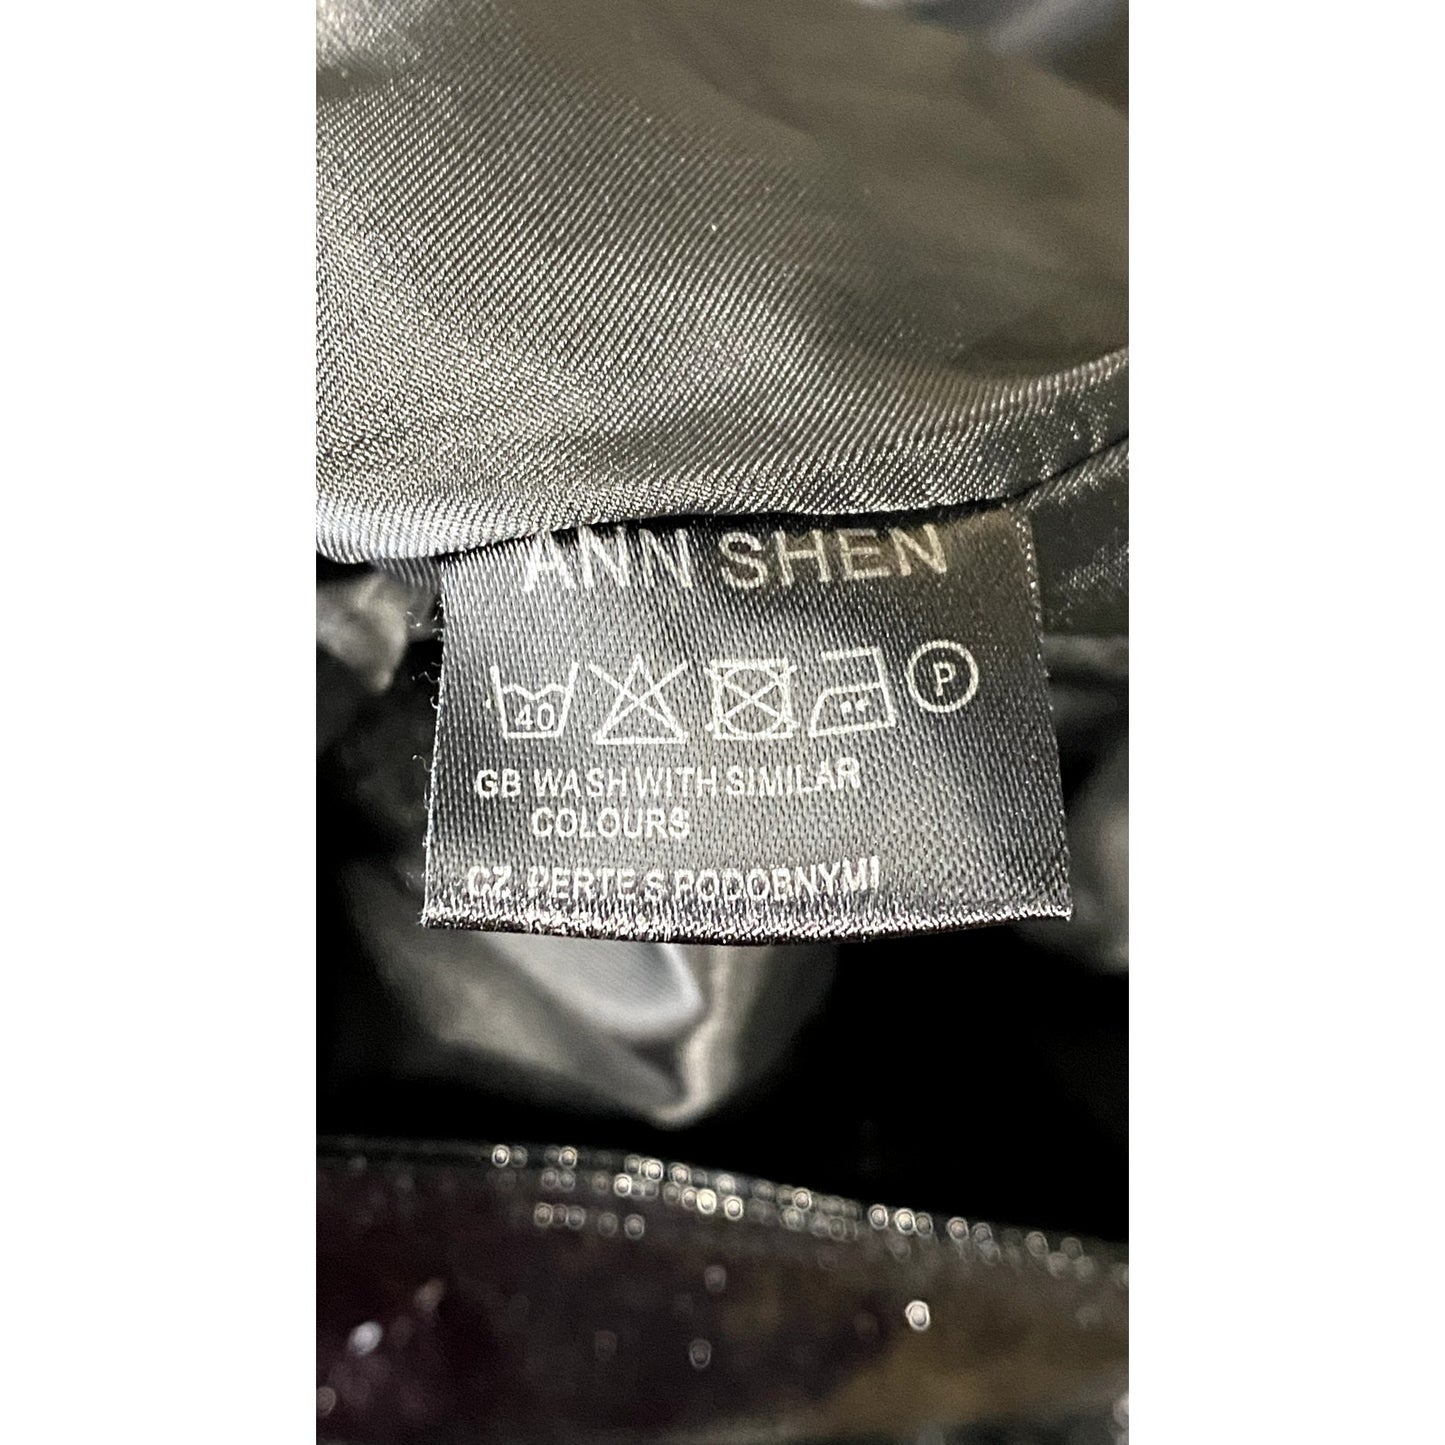 ANN SHEN
40 P
GB WASH WITH SIMILAR
COLOURS
CZ PERTE S PODOBNYMI